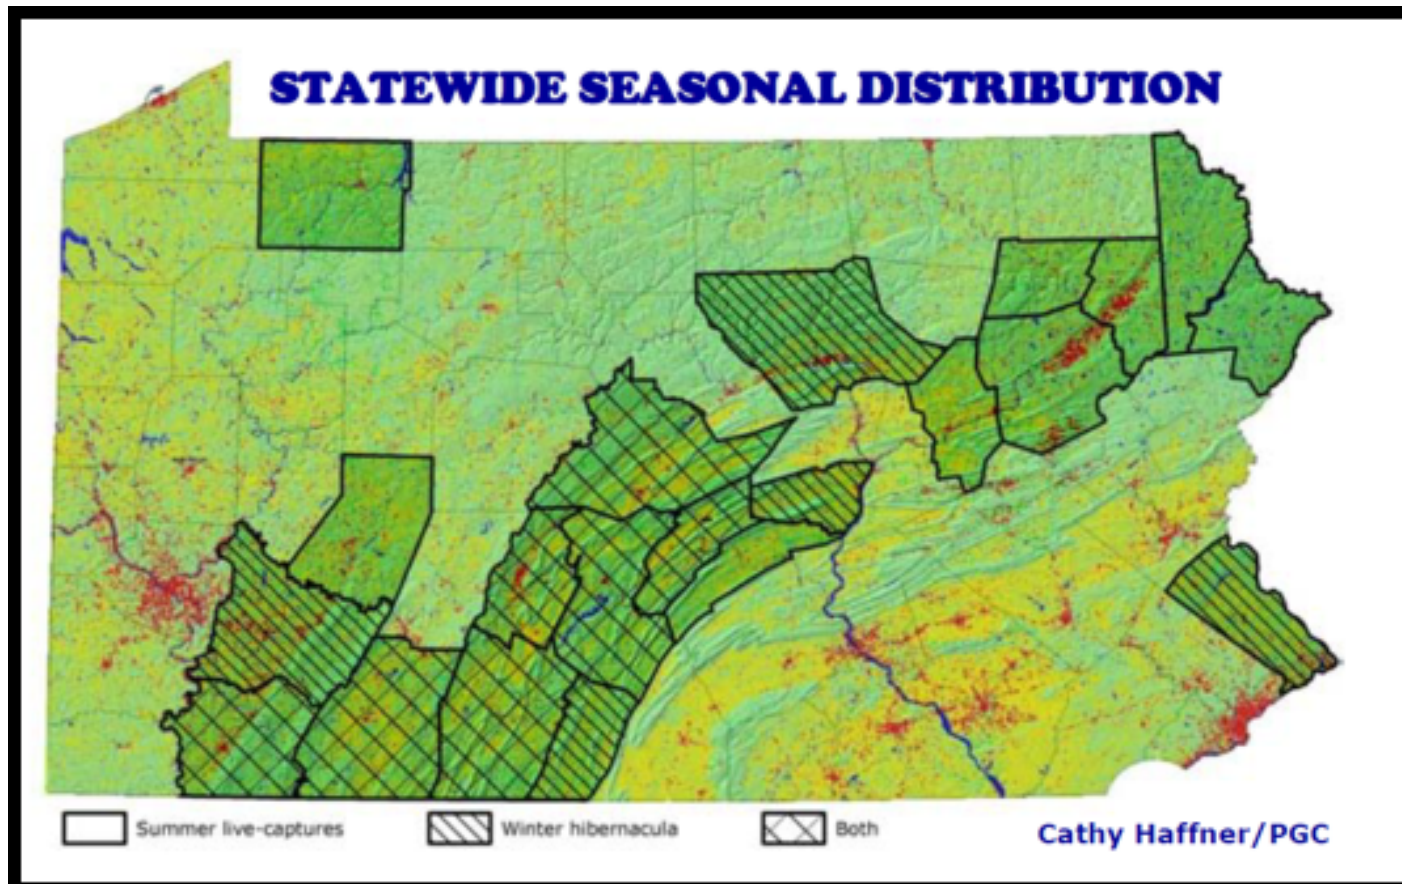 STATEWIDE SEASONAL DISTRIBUTION
Summer live-captures
Winter hibernacula
Both
Cathy Haffner/PGC